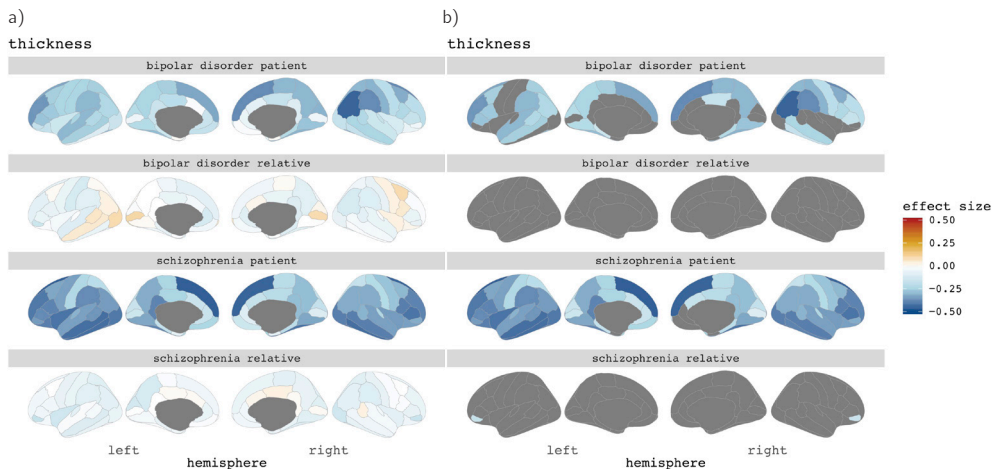 a)
thickness
bipolar disorder patient
bipolar disorder relative
schizophrenia patient
schizophrenia relative
left
right
hemisphere
b)
thickness
bipolar disorder patient
bipolar disorder relative
schizophrenia patient
schizophrenia relative
left
right
hemisphere
effect size
0.50
0.25
0.00
-0.25
-0.50